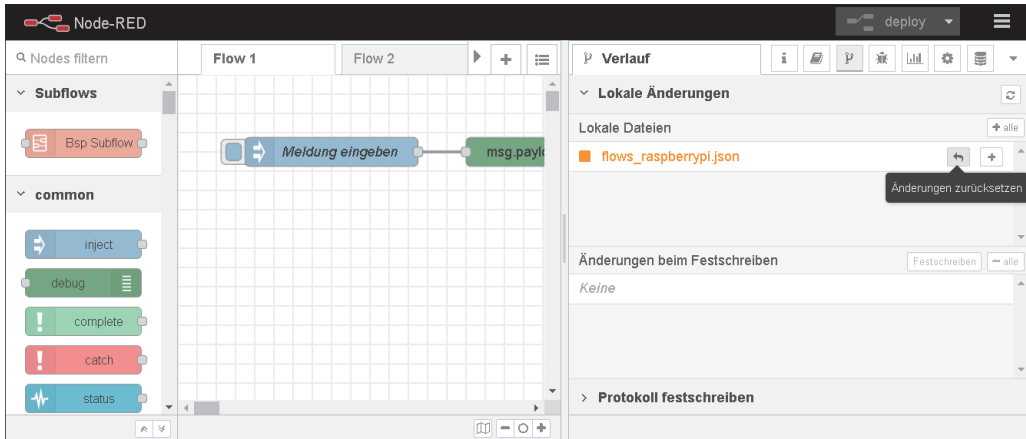 Node-RED
deploy
Nodes filtern
Subflows
Bsp Subflow
common
inject
debug
complete
catch
status
Flow 1
Flow 2
Meldung eingeben
msg.paylo
Verlauf
Lokale Änderungen
Lokale Dateien
alle
flows_raspberrypi.json
Änderungen zurücksetzen
Änderungen beim Festschreiben
Festschreiben
alle
Keine
Protokoll festschreiben